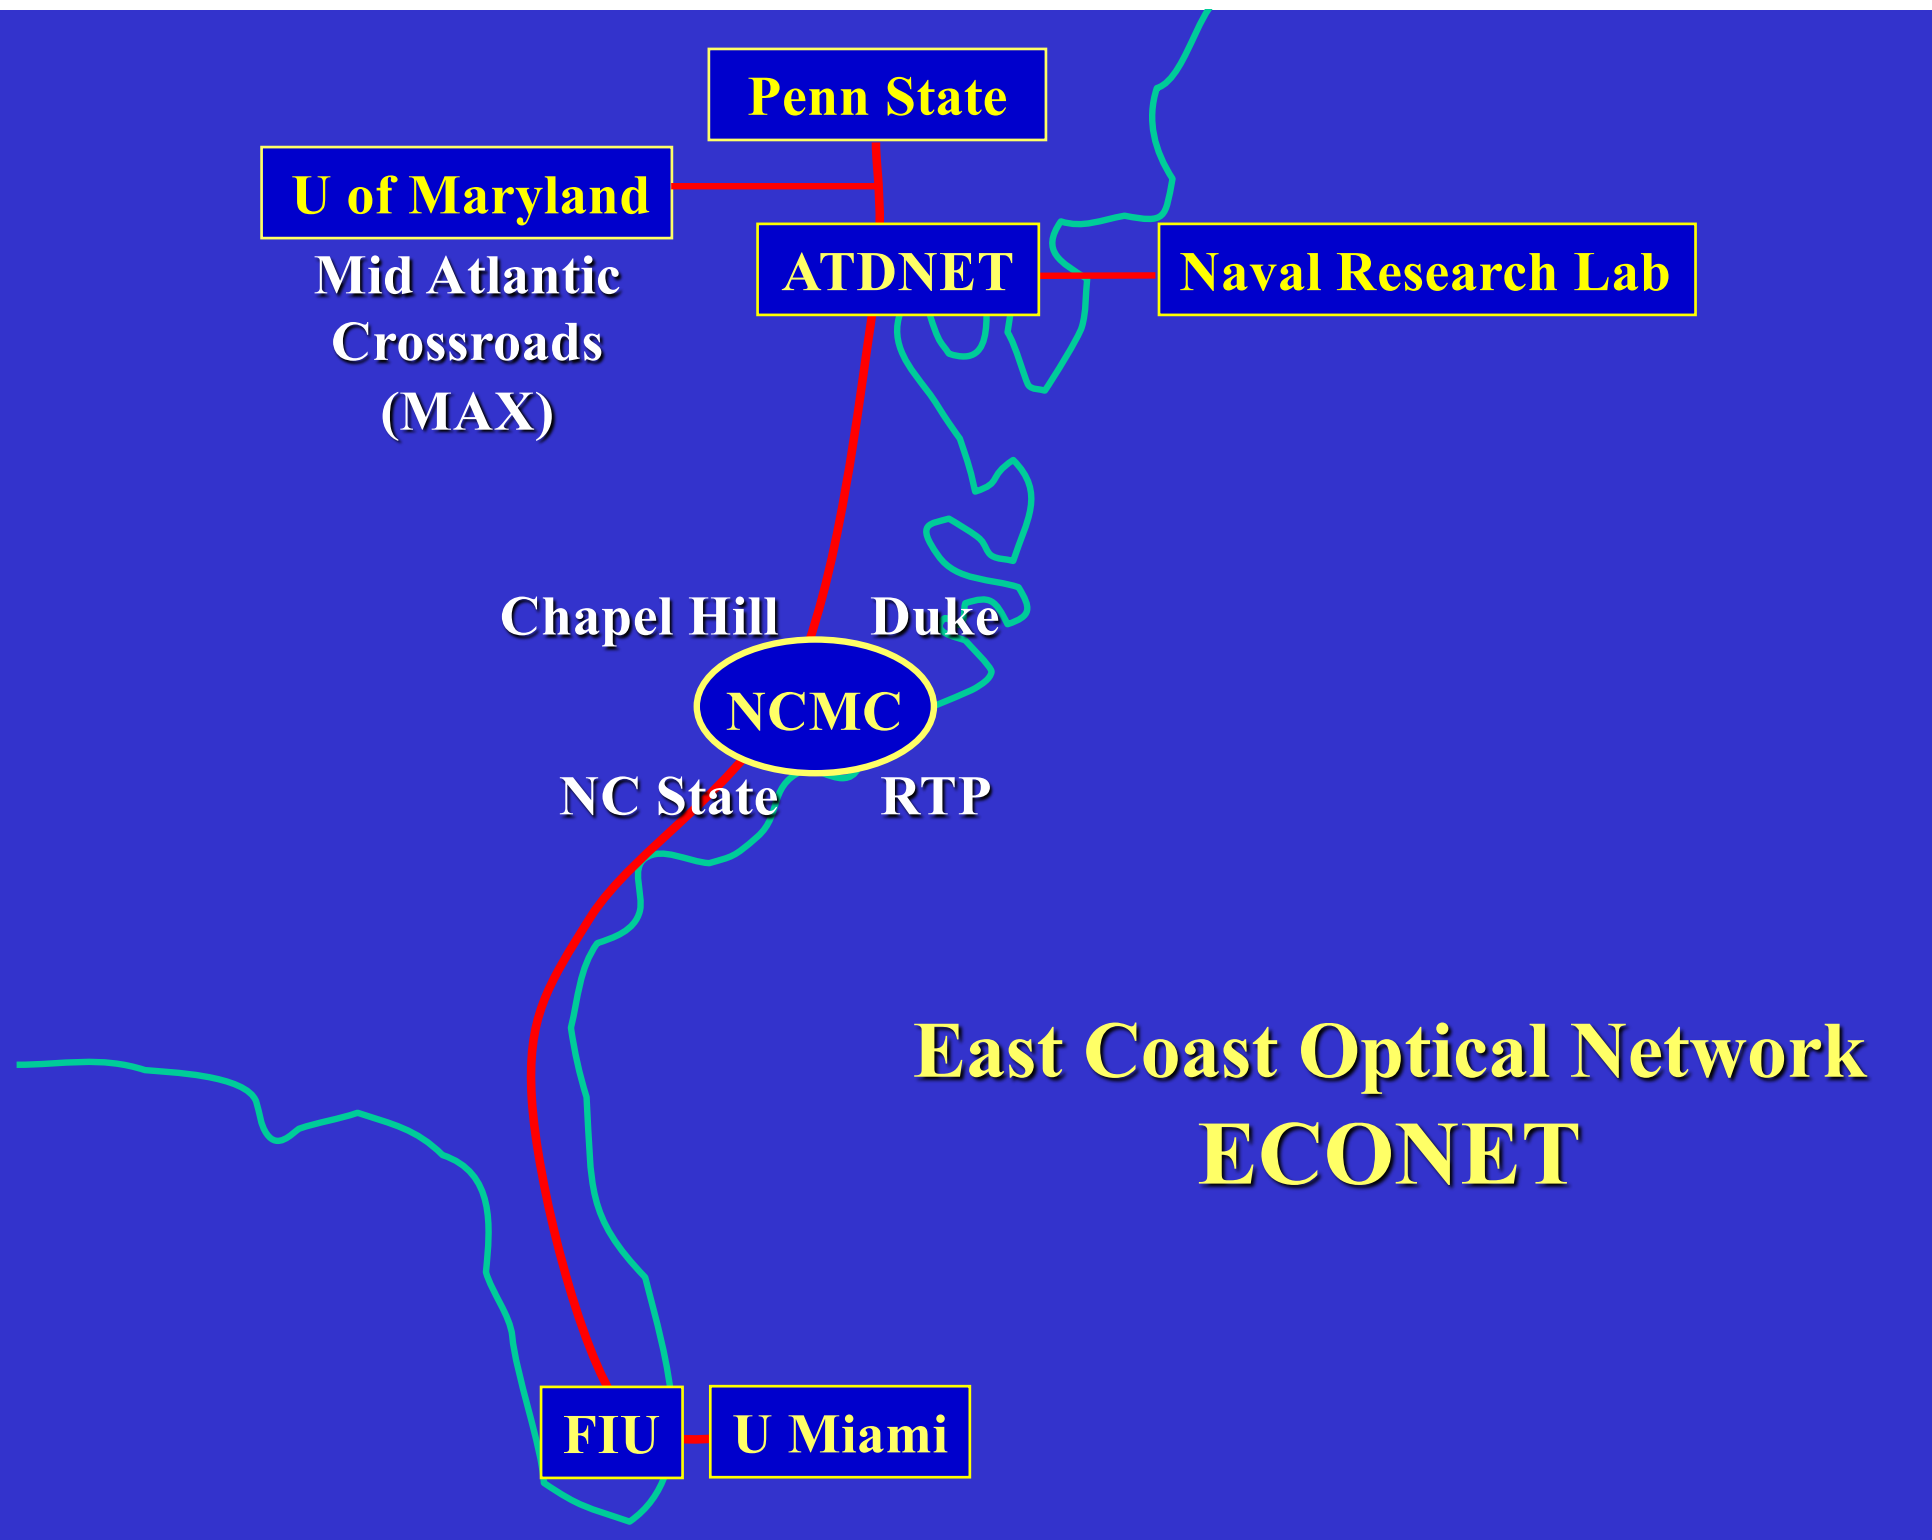 Penn State
U of Maryland
Mid Atlantic
Crossroads
(MAX)
ATDNET
Naval Research Lab
Chapel Hill
Duke
NCMC
NC State
RTP
East Coast Optical Network
ECONET
FIU
U Miami